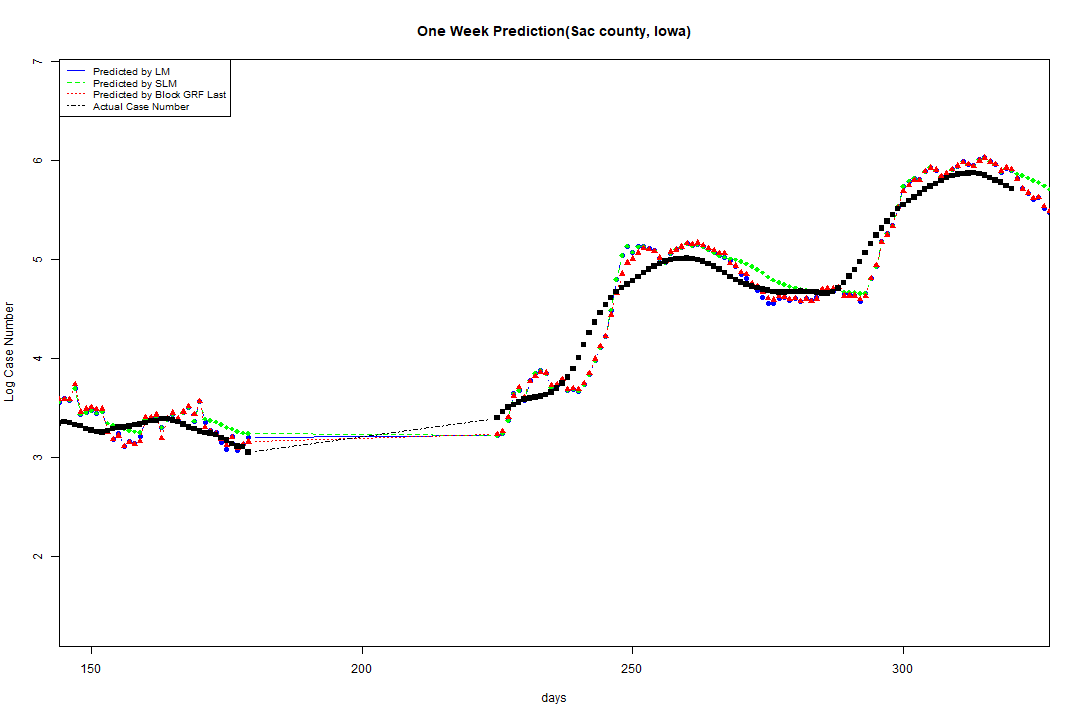 One Week Prediction(Sac county, Iowa)
Predicted by LM
Predicted by SLM
Predicted by Block GRF Last
Actual Case Number
7
6
5
4
3
2
Log Case Number
150 200 250 300
days